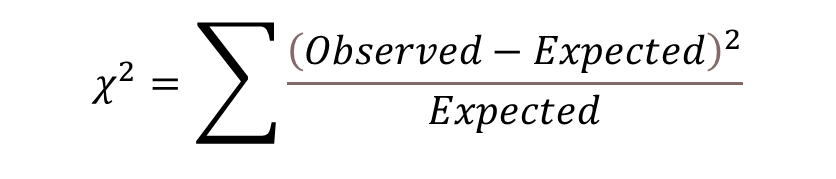 χ² = ∑ (Observed − Expected)² / Expected